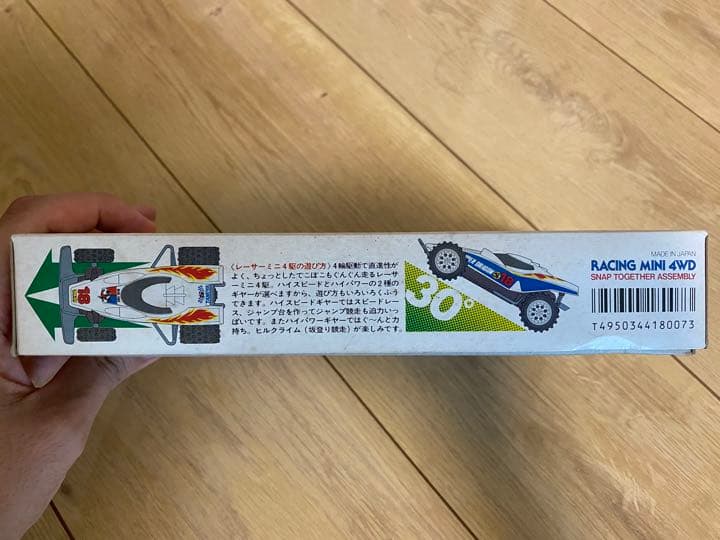 〈レーサーミニ4駆の遊び方〉4輪駆動で直進性が
よく、ちょっとしたでこぼこもぐんぐん走るレーサ
ーミニ4駆。ハイスピードとハイパワーの2種の
ギヤーが選べますから、遊び方もいろいろくふう
できます。ハイスピードギヤーではスピードレー
ス、ジャンプ台を作ってジャンプ競走も迫力いっ
ぱいです。またハイパワーギヤーではぐ〜んと力
持ち。ヒルクライム（坂登り競走）が楽しみです。
18
18
30°
MADE IN JAPAN
RACING MINI 4WD
SNAP TOGETHER ASSEMBLY
T4950344180073